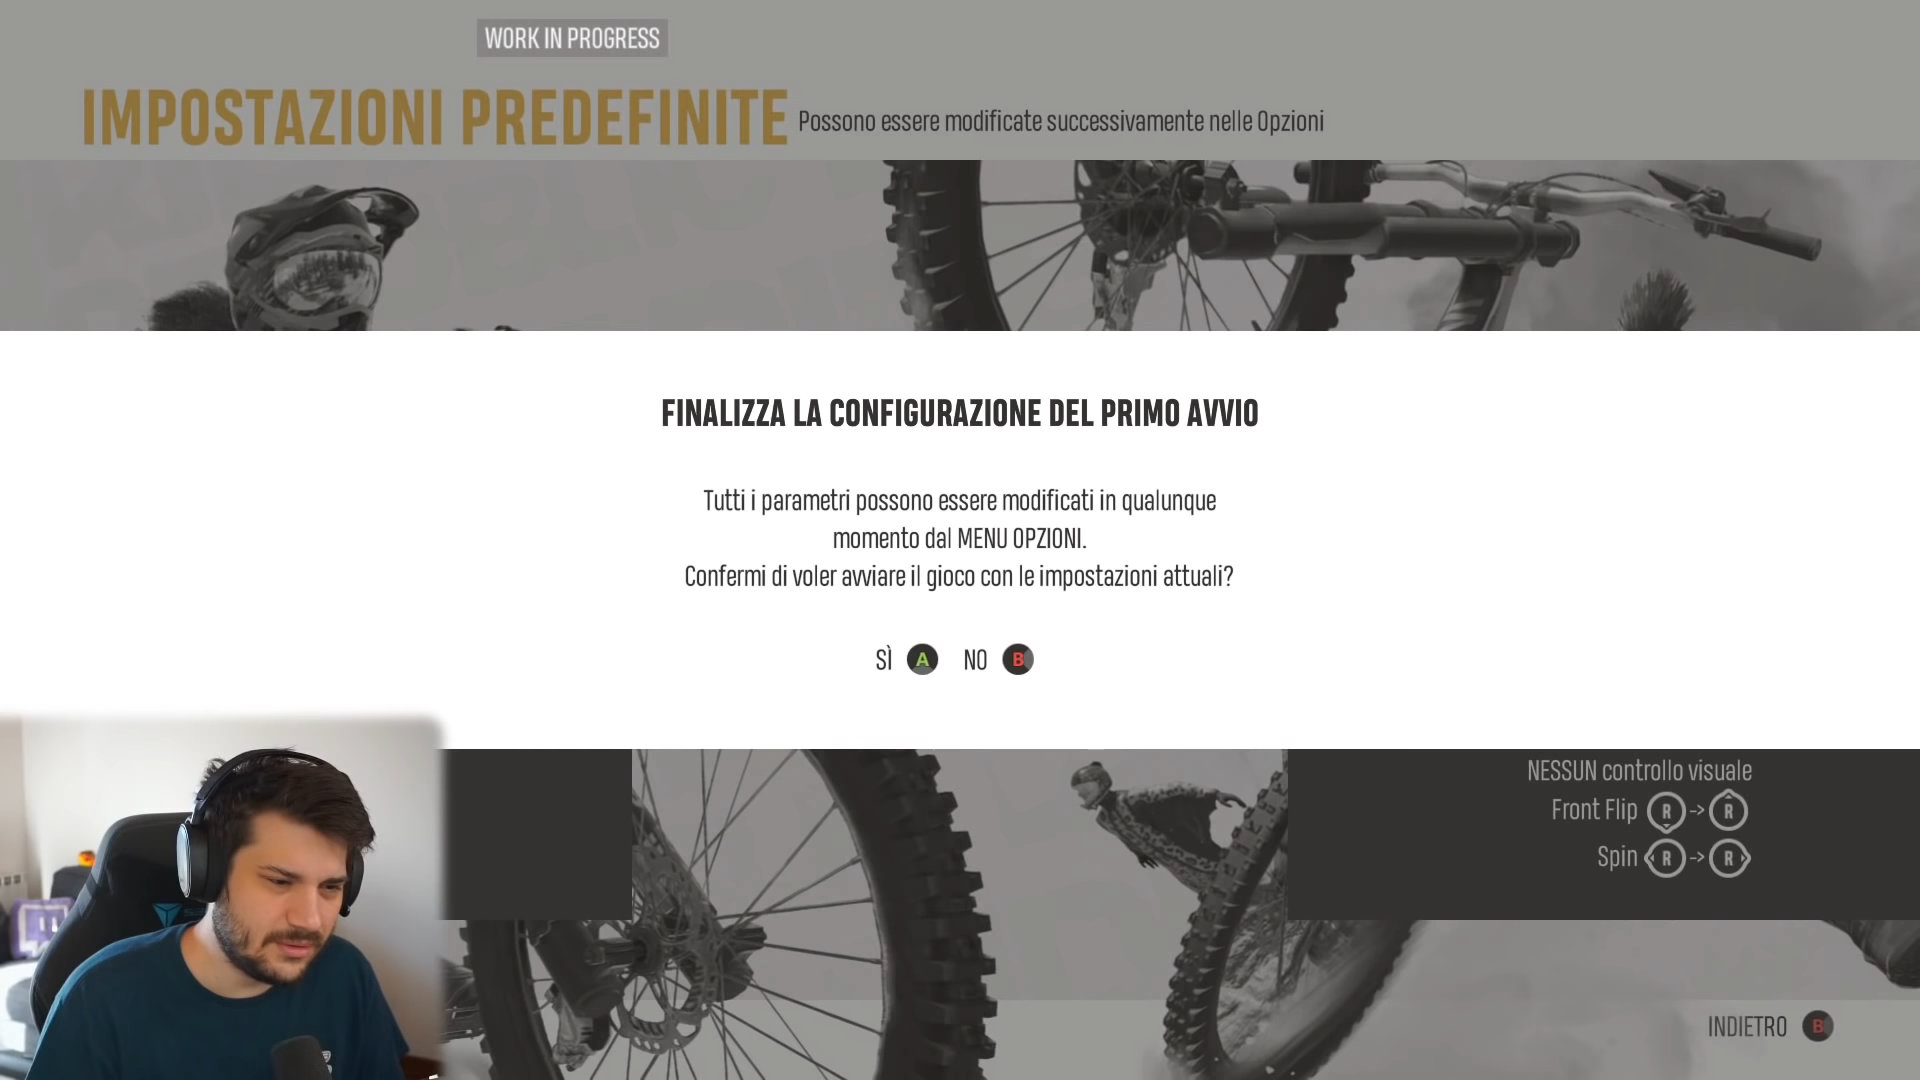 WORK IN PROGRESS
IMPOSTAZIONI PREDEFINITE Possono essere modificate successivamente nelle Opzioni
FINALIZZA LA CONFIGURAZIONE DEL PRIMO AVVIO
Tutti i parametri possono essere modificati in qualunque
momento dal MENU OPZIONI.
Confermi di voler avviare il gioco con le impostazioni attuali?
SÌ A NO B
NESSUN controllo visuale
Front Flip R -> R
Spin R -> R
INDIETRO B